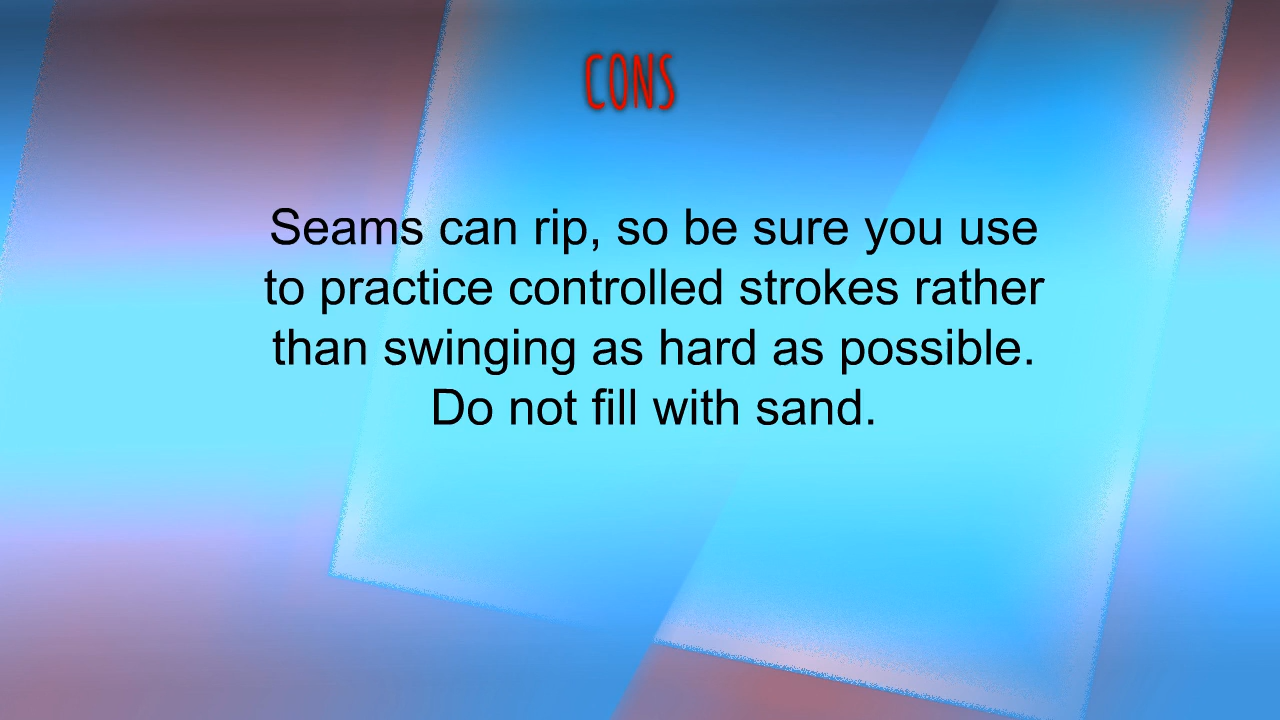 CONS
Seams can rip, so be sure you use
to practice controlled strokes rather
than swinging as hard as possible.
Do not fill with sand.